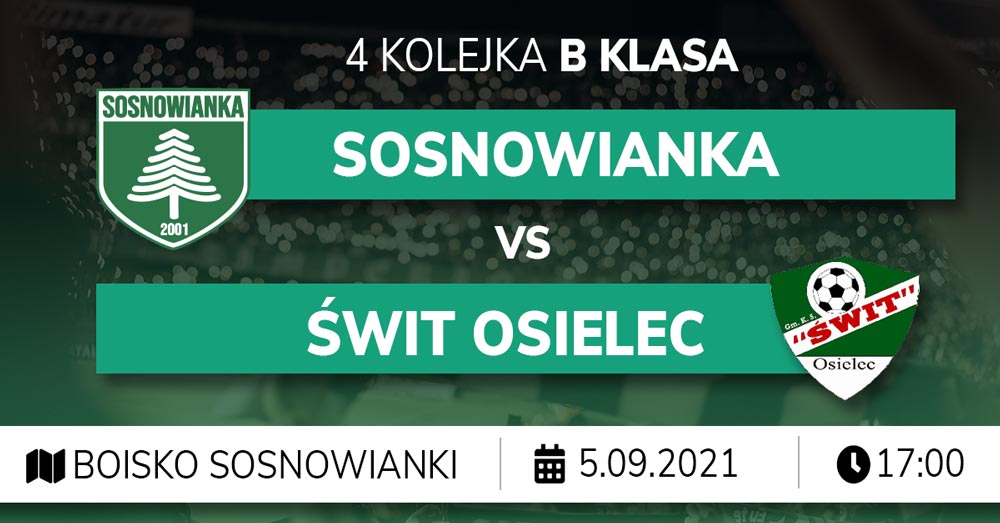 4 KOLEJKA B KLASA
SOSNOWIANKA
2001
SOSNOWIANKA
VS
ŚWIT OSIELEC
Gm. K. S.
"ŚWIT"
Osielec
BOISKO SOSNOWIANKI
5.09.2021
17:00